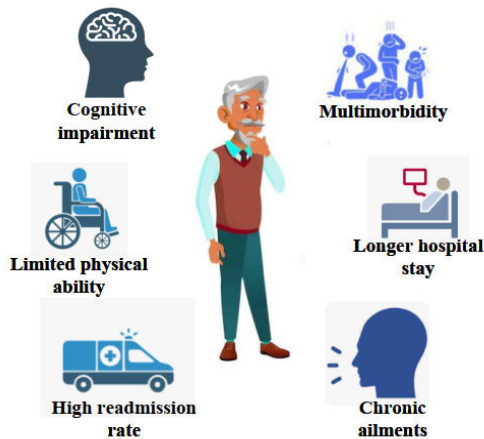 Cognitive
impairment
Multimorbidity
Limited physical
ability
Longer hospital
stay
High readmission
rate
Chronic
ailments